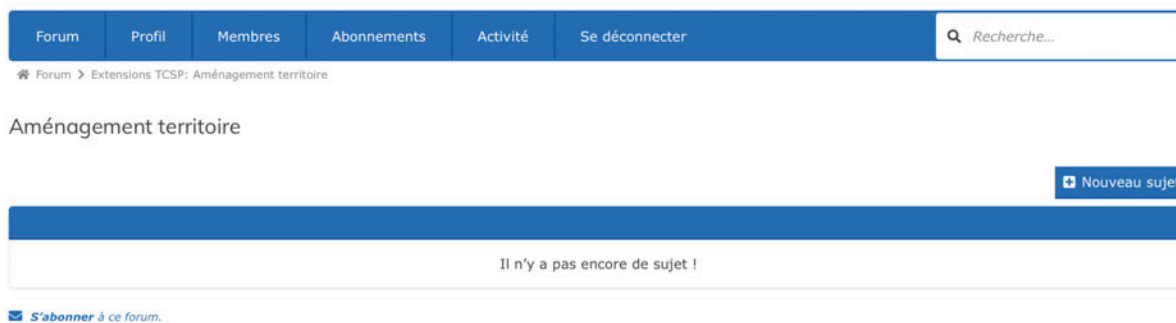 Forum Profil Membres Abonnements Activité Se déconnecter Recherche...
Forum > Extensions TCSP: Aménagement territoire
Aménagement territoire
Nouveau sujet
Il n'y a pas encore de sujet !
S'abonner à ce forum.